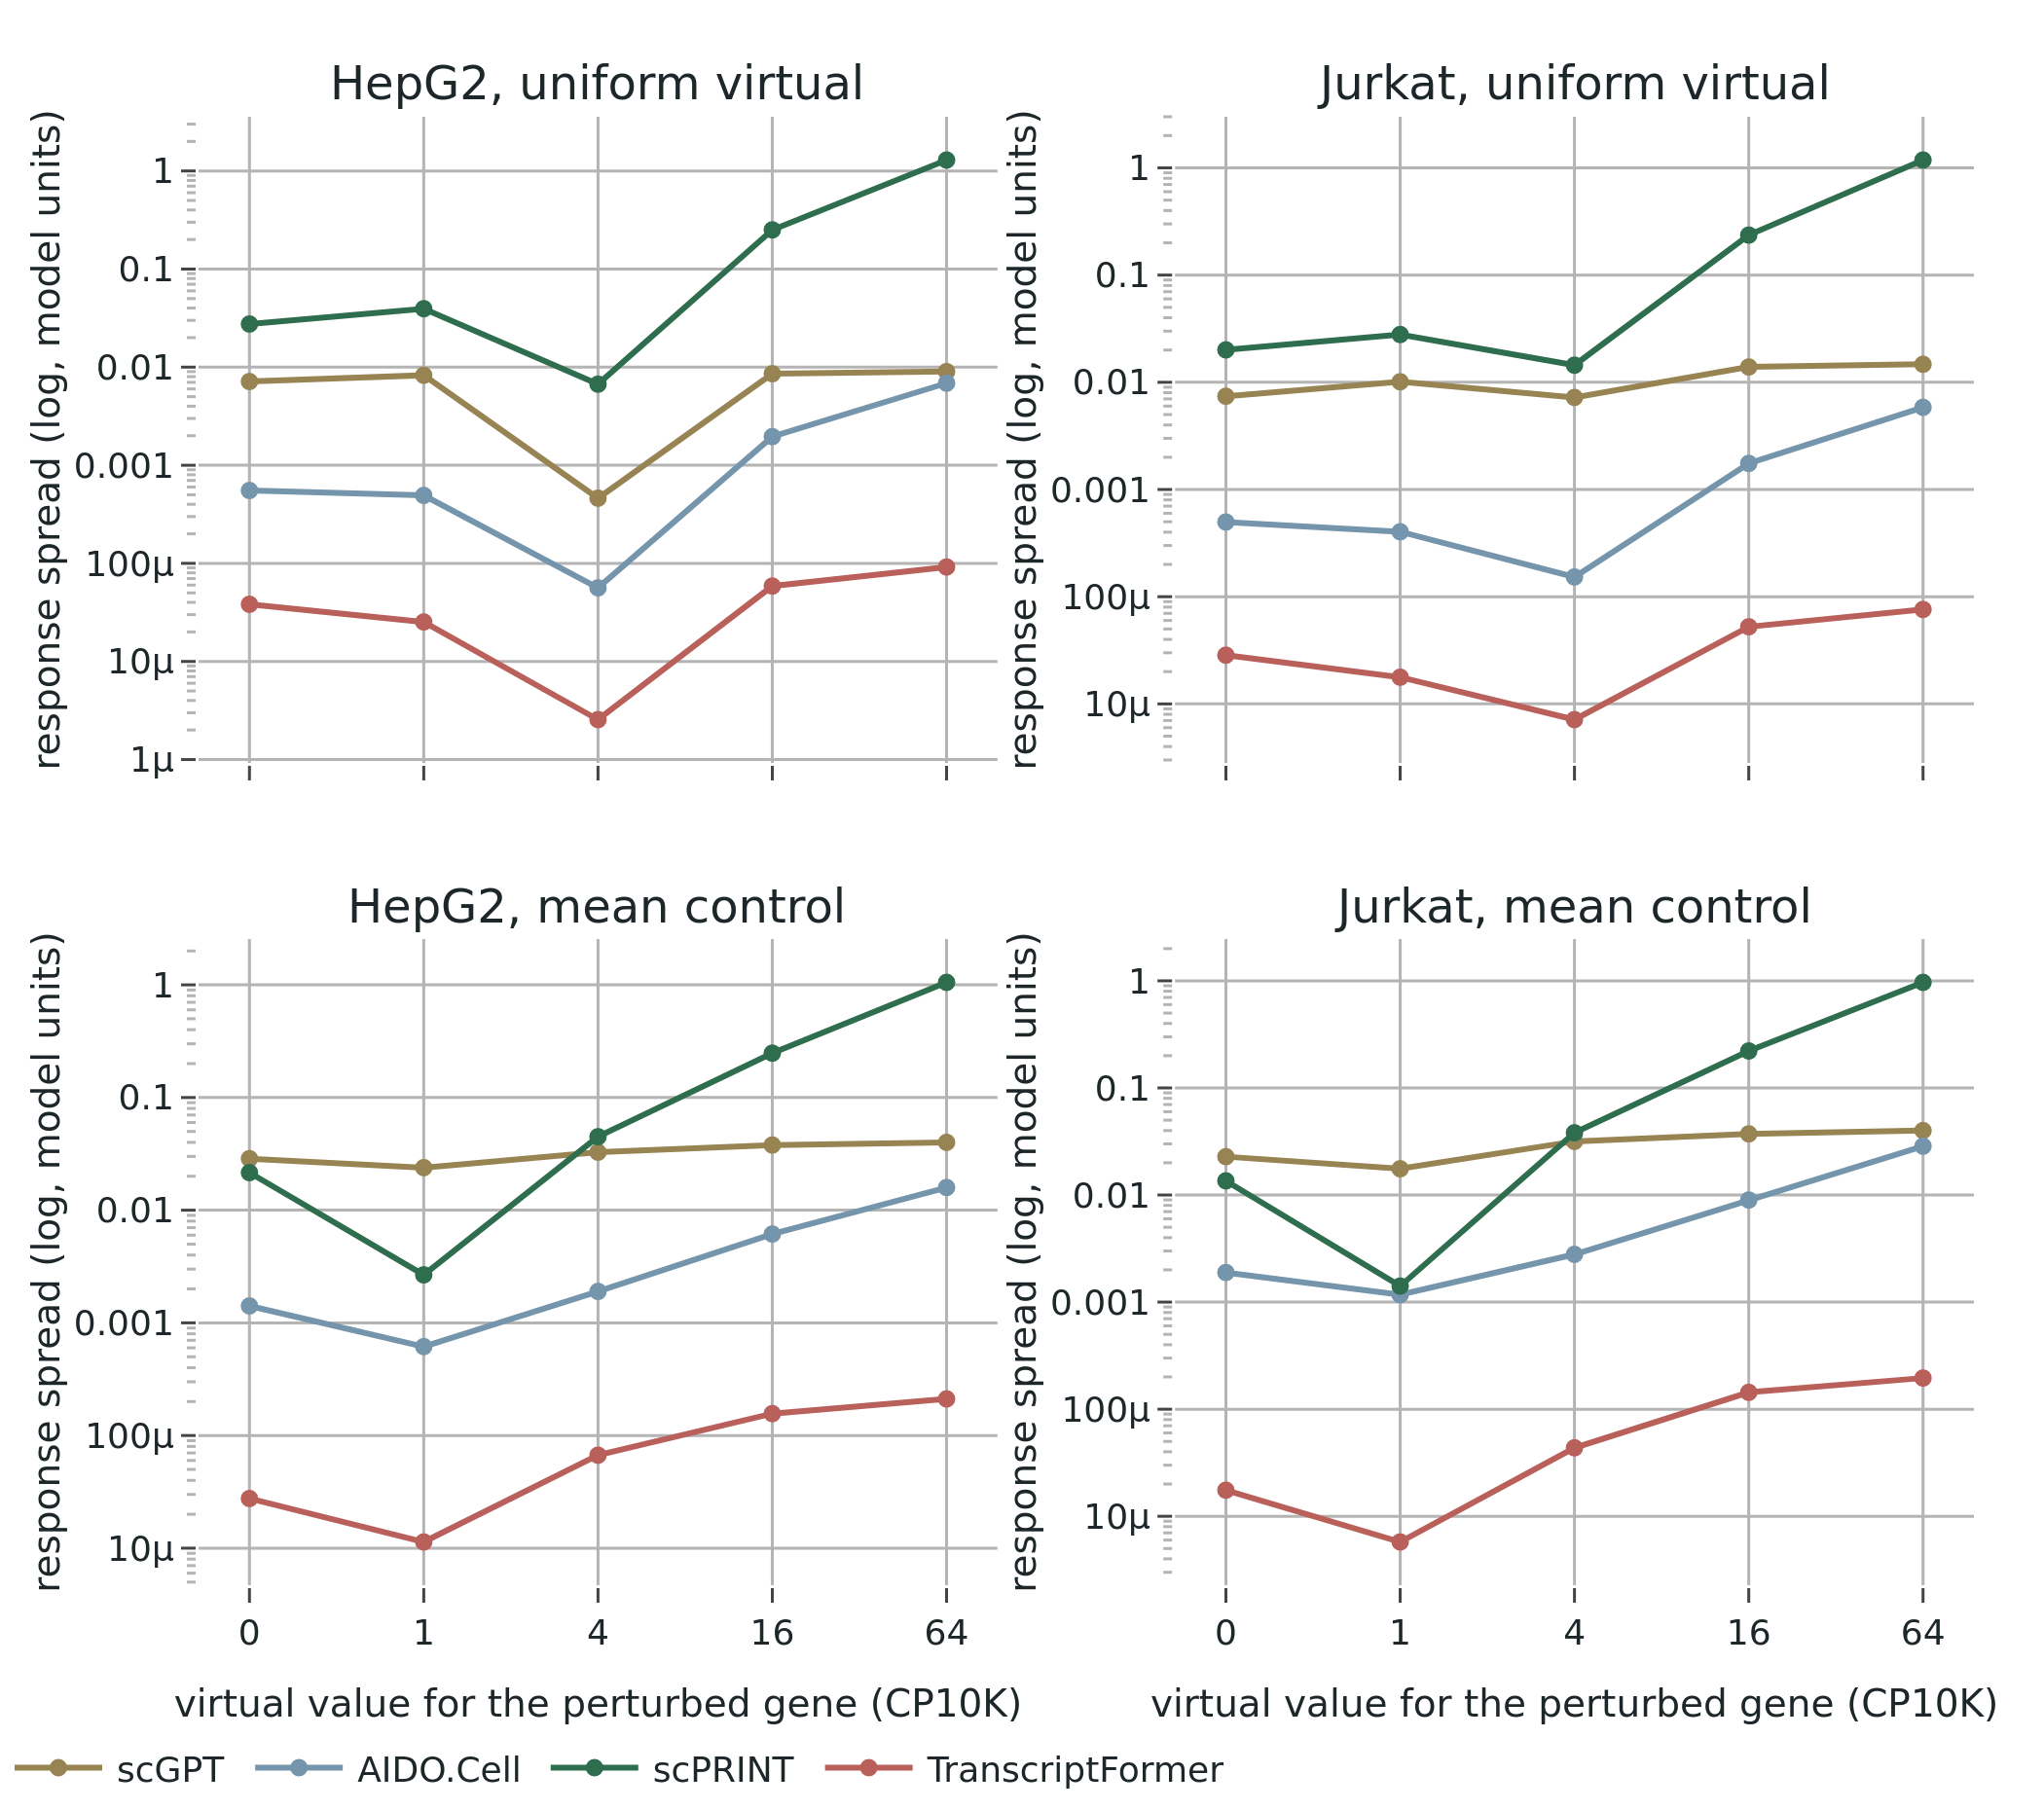 HepG2, uniform virtual
response spread (log, model units)
1
0.1
0.01
0.001
100μ
10μ
1μ
Jurkat, uniform virtual
response spread (log, model units)
1
0.1
0.01
0.001
100μ
10μ
HepG2, mean control
response spread (log, model units)
1
0.1
0.01
0.001
100μ
10μ
0 1 4 16 64
virtual value for the perturbed gene (CP10K)
Jurkat, mean control
response spread (log, model units)
1
0.1
0.01
0.001
100μ
10μ
0 1 4 16 64
virtual value for the perturbed gene (CP10K)
scGPT AIDO.Cell scPRINT TranscriptFormer